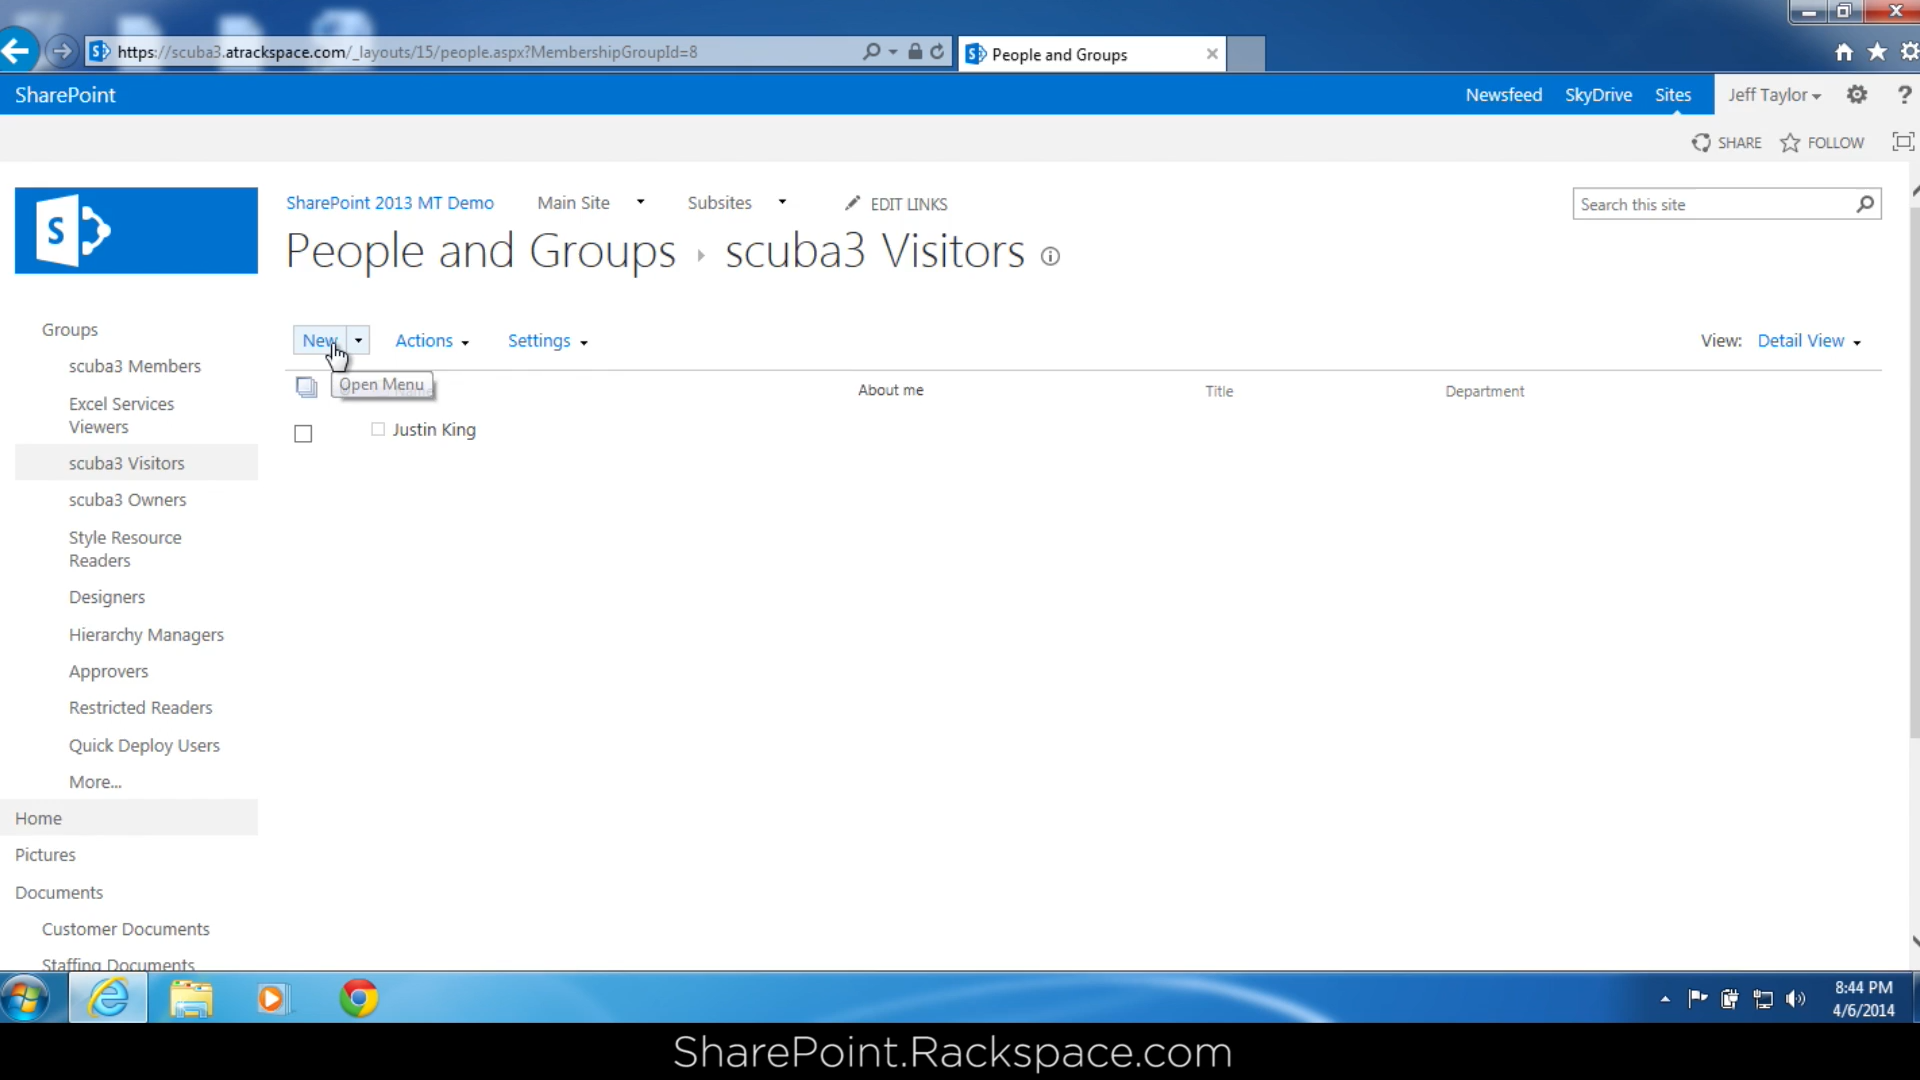 https://scuba3.atrackspace.com/_layouts/15/people.aspx?MembershipGroupId=8
People and Groups
SharePoint
Newsfeed SkyDrive Sites Jeff Taylor ?
SHARE FOLLOW
S
SharePoint 2013 MT Demo Main Site Subsites EDIT LINKS
Search this site
People and Groups scuba3 Visitors
Groups
scuba3 Members
Excel Services
Viewers
scuba3 Visitors
scuba3 Owners
Style Resource
Readers
Designers
Hierarchy Managers
Approvers
Restricted Readers
Quick Deploy Users
More...
Home
Pictures
Documents
Customer Documents
Staffing Documents
New Actions Settings View: Detail View
Open Menu
About me Title Department
Justin King
8:44 PM
4/6/2014
SharePoint.Rackspace.com